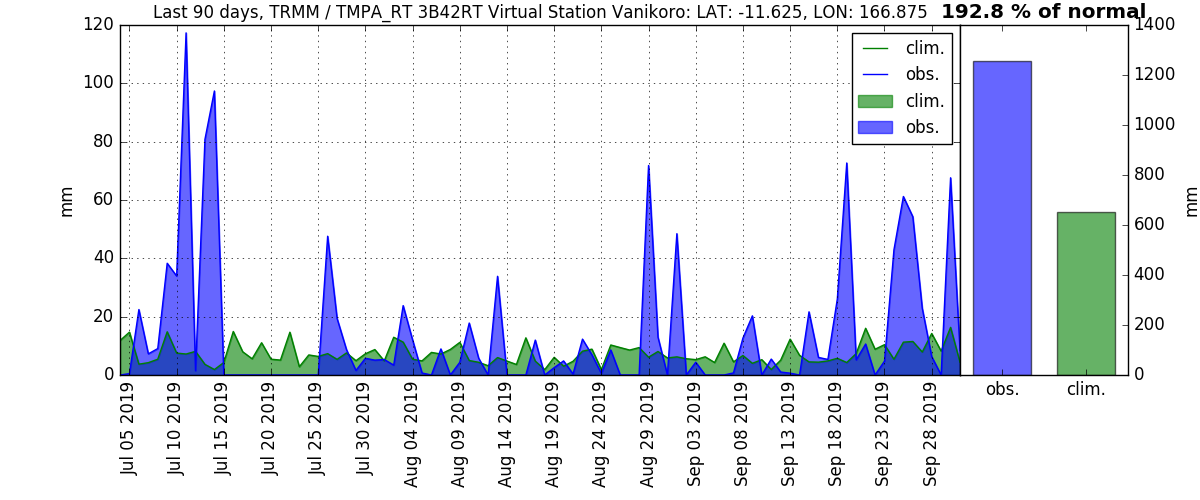 Last 90 days, TRMM / TMPA_RT 3B42RT Virtual Station Vanikoro: LAT: -11.625, LON: 166.875 192.8 % of normal
120
100
80
60
40
20
0
mm
clim.
obs.
clim.
obs.
1400
1200
1000
800
600
400
200
0
mm
Jul 05 2019
Jul 10 2019
Jul 15 2019
Jul 20 2019
Jul 25 2019
Jul 30 2019
Aug 04 2019
Aug 09 2019
Aug 14 2019
Aug 19 2019
Aug 24 2019
Aug 29 2019
Sep 03 2019
Sep 08 2019
Sep 13 2019
Sep 18 2019
Sep 23 2019
Sep 28 2019
obs.
clim.